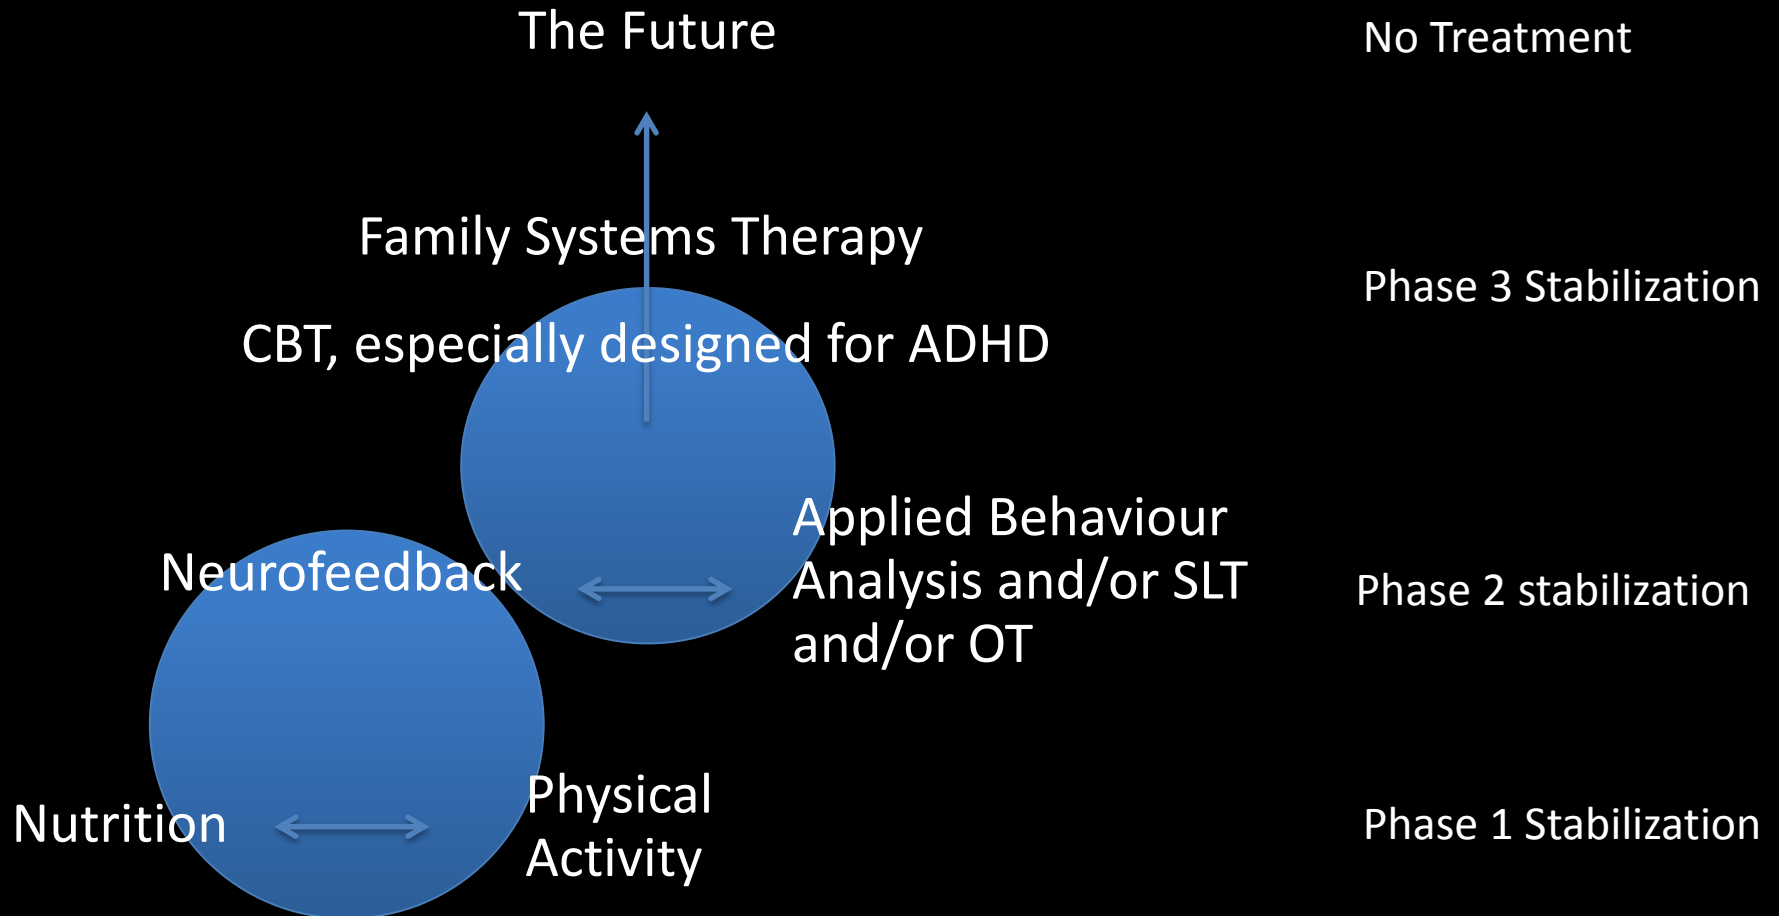 The Future
No Treatment
Family Systems Therapy
Phase 3 Stabilization
CBT, especially designed for ADHD
Applied Behaviour
Analysis and/or SLT
and/or OT
Neurofeedback
Phase 2 stabilization
Physical
Activity
Nutrition
Phase 1 Stabilization